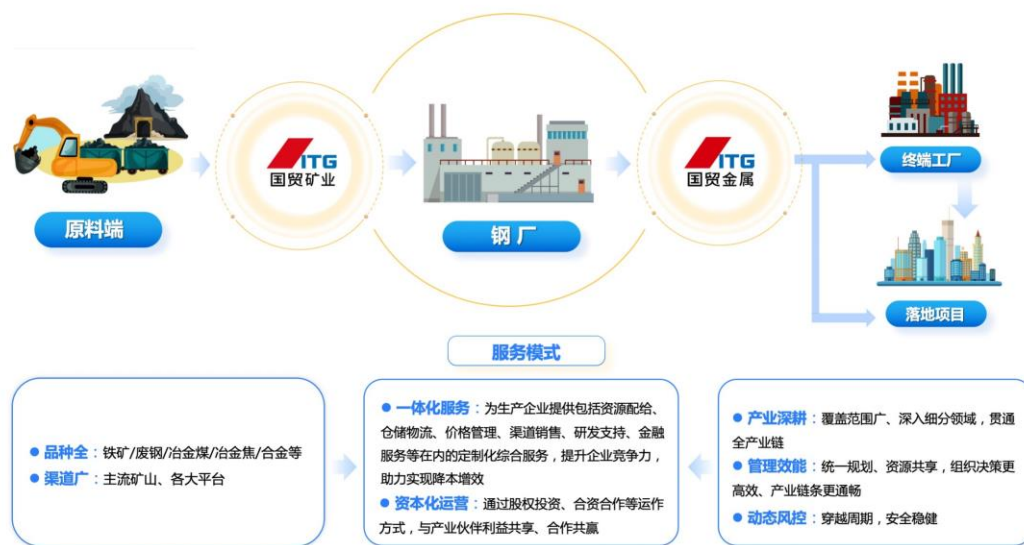 ITG
国贸矿业
ITG
国贸金属
原料端
钢厂
终端工厂
落地项目
服务模式
● 品种全：铁矿/废钢/冶金煤/冶金焦/合金等
● 渠道广：主流矿山、各大平台
● 一体化服务：为生产企业提供包括资源配给、
仓储物流、价格管理、渠道销售、研发支持、金融
服务等在内的定制化综合服务，提升企业竞争力，
助力实现降本增效
● 资本化运营：通过股权投资、合资合作等运作
方式，与产业伙伴利益共享、合作共赢
● 产业深耕：覆盖范围广、深入细分领域，贯通
全产业链
● 管理效能：统一规划、资源共享，组织决策更
高效、产业链条更通畅
● 动态风控：穿越周期，安全稳健